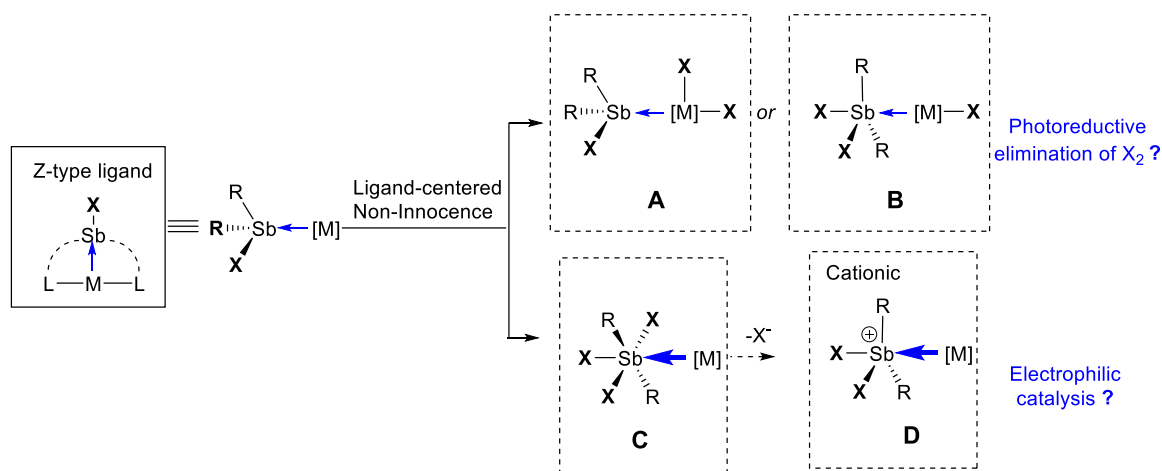 Z-type ligand
X
Sb
L
M
L
R
R
Sb
[M]
X
Ligand-centered
Non-Innocence
X
R
R
Sb
[M]
X
X
A
or
R
X
Sb
[M]
X
X
R
B
Photoreductive
elimination of X2 ?
R
X
X
Sb
[M]
X
R
C
-X-
Cationic
R
+
X
Sb
[M]
X
R
D
Electrophilic
catalysis ?